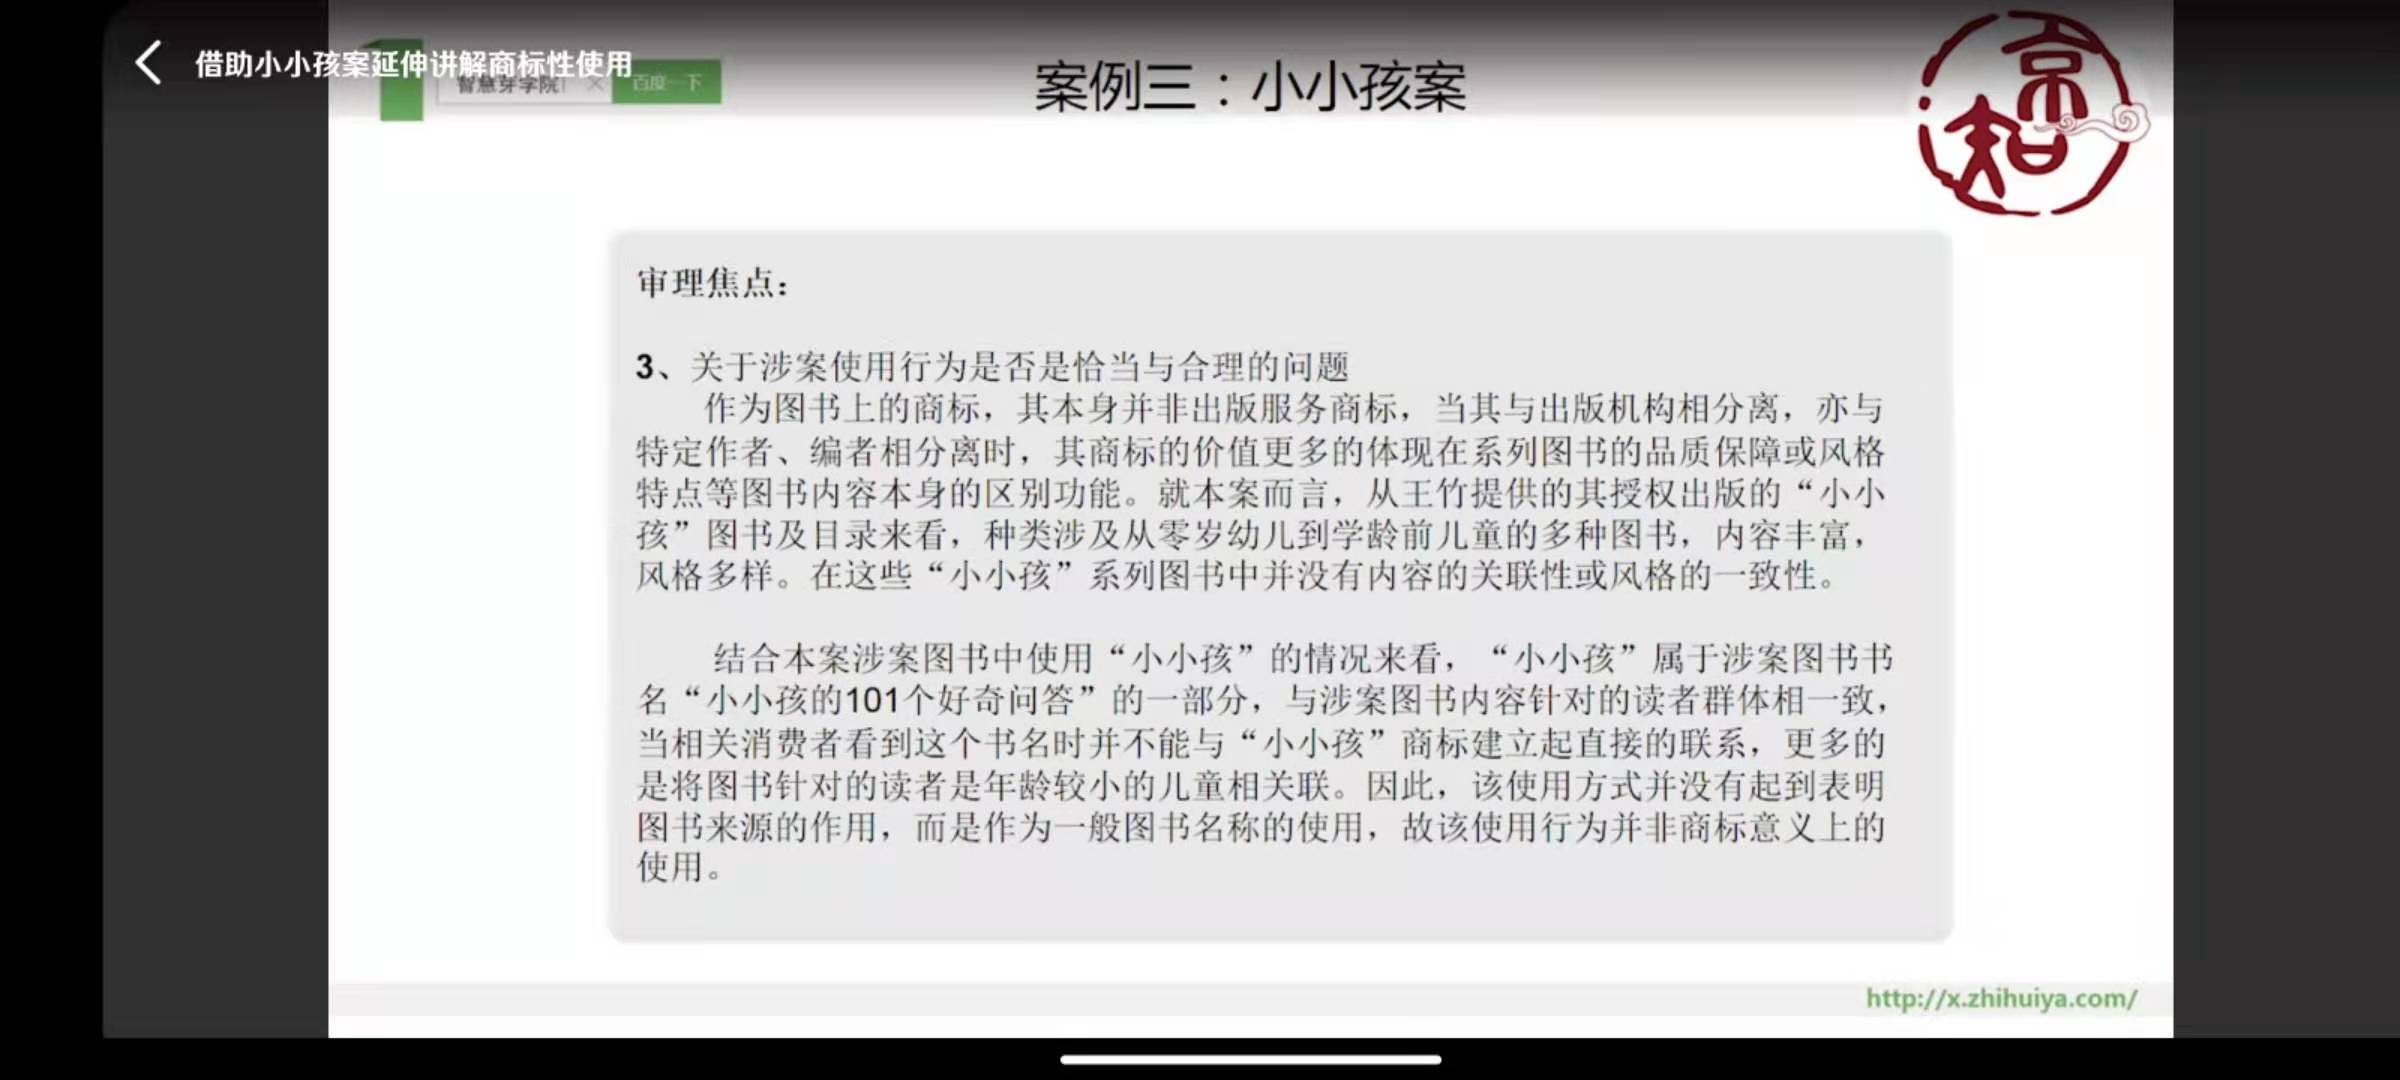 借助小小孩案延伸讲解商标性使用
智慧芽学院
百度一下
案例三：小小孩案
京知
审理焦点：
3、关于涉案使用行为是否是恰当与合理的问题
作为图书上的商标，其本身并非出版服务商标，当其与出版机构相分离，亦与
特定作者、编者相分离时，其商标的价值更多的体现在系列图书的品质保障或风格
特点等图书内容本身的区别功能。就本案而言，从王竹提供的其授权出版的“小小
孩”图书及目录来看，种类涉及从零岁幼儿到学龄前儿童的多种图书，内容丰富，
风格多样。在这些“小小孩”系列图书中并没有内容的关联性或风格的一致性。
结合本案涉案图书中使用“小小孩”的情况来看，“小小孩”属于涉案图书书
名“小小孩的101个好奇问答”的一部分，与涉案图书内容针对的读者群体相一致，
当相关消费者看到这个书名时并不能与“小小孩”商标建立起直接的联系，更多的
是将图书针对的读者是年龄较小的儿童相关联。因此，该使用方式并没有起到表明
图书来源的作用，而是作为一般图书名称的使用，故该使用行为并非商标意义上的
使用。
http://x.zhihuiya.com/